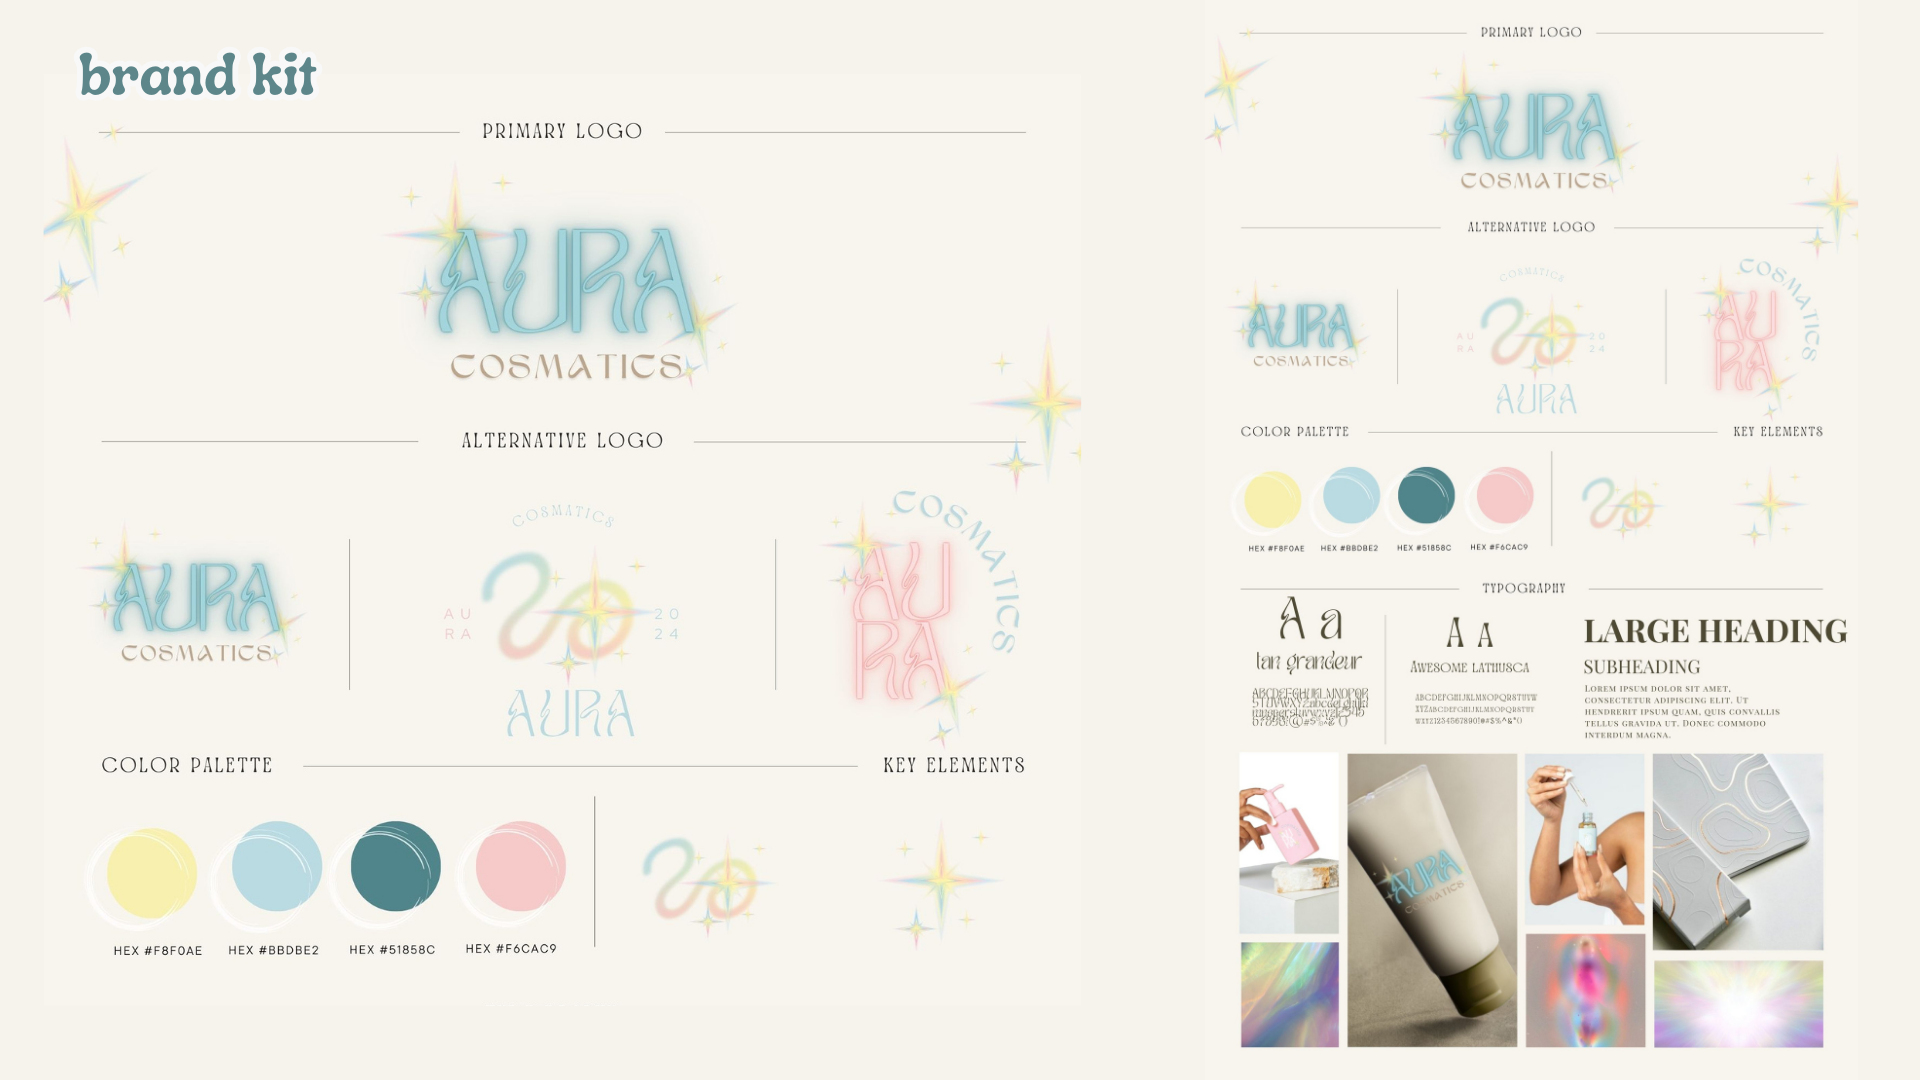 brand kit
PRIMARY LOGO
AURA
COSMATICS
ALTERNATIVE LOGO
AURA
COSMATICS
COSMATICS
AU
RA
20
24
AURA
COSMATICS
AU
RA
COLOR PALETTE
KEY ELEMENTS
HEX #F8F0AE
HEX #BBDBE2
HEX #51858C
HEX #F6CAC9
PRIMARY LOGO
AURA
COSMATICS
ALTERNATIVE LOGO
AURA
COSMATICS
COSMATICS
AU
RA
20
24
AURA
COSMATICS
AU
RA
COLOR PALETTE
KEY ELEMENTS
HEX #F8F0AE
HEX #BBDBE2
HEX #51858C
HEX #F6CAC9
TYPOGRAPHY
A a
tan grandeur
A A
AWESOME LATHUSCA
ABCDEFGHIJKLMNOPQRSTUVW
XYZABCDEFGHIJKLMNOPQRSTUV
WXYZ1234567890!@#$%^&*()
LARGE HEADING
SUBHEADING
LOREM IPSUM DOLOR SIT AMET,
CONSECTETUR ADIPISCING ELIT. UT
HENDRERIT IPSUM QUAM, QUIS CONVALLIS
TELLUS GRAVIDA UT. DONEC COMMODO
INTERDUM MAGNA.
AURA
COSMATICS